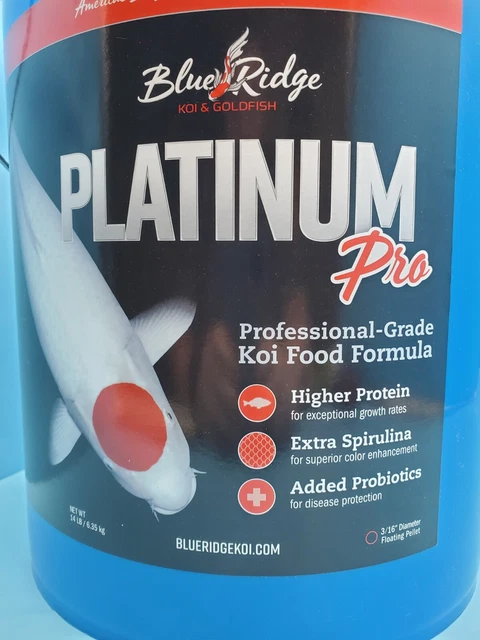 Blue Ridge
KOI & GOLDFISH
PLATINUM
Pro
Professional-Grade
Koi Food Formula
Higher Protein
for exceptional growth rates
Extra Spirulina
for superior color enhancement
Added Probiotics
for disease protection
NET WT
14 LB / 6.35 kg
3/16" Diameter
Floating Pellet
BLUERIDGEKOI.COM